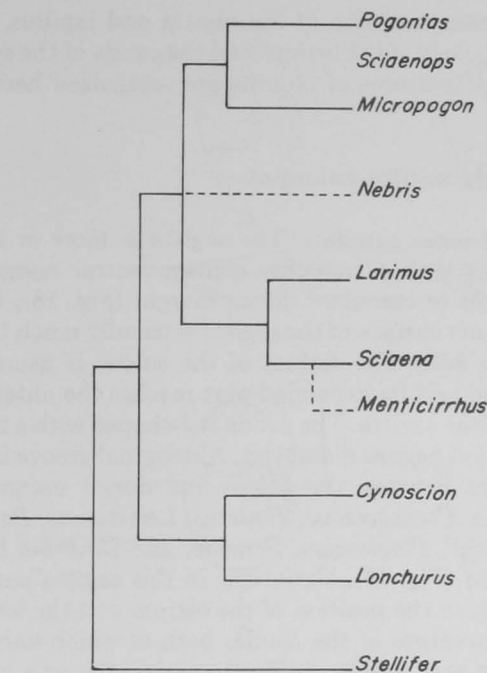 Pogonias
Sciaenops
Micropogon
Nebris
Larimus
Sciaena
Menticirrhus
Cynoscion
Lonchurus
Stellifer